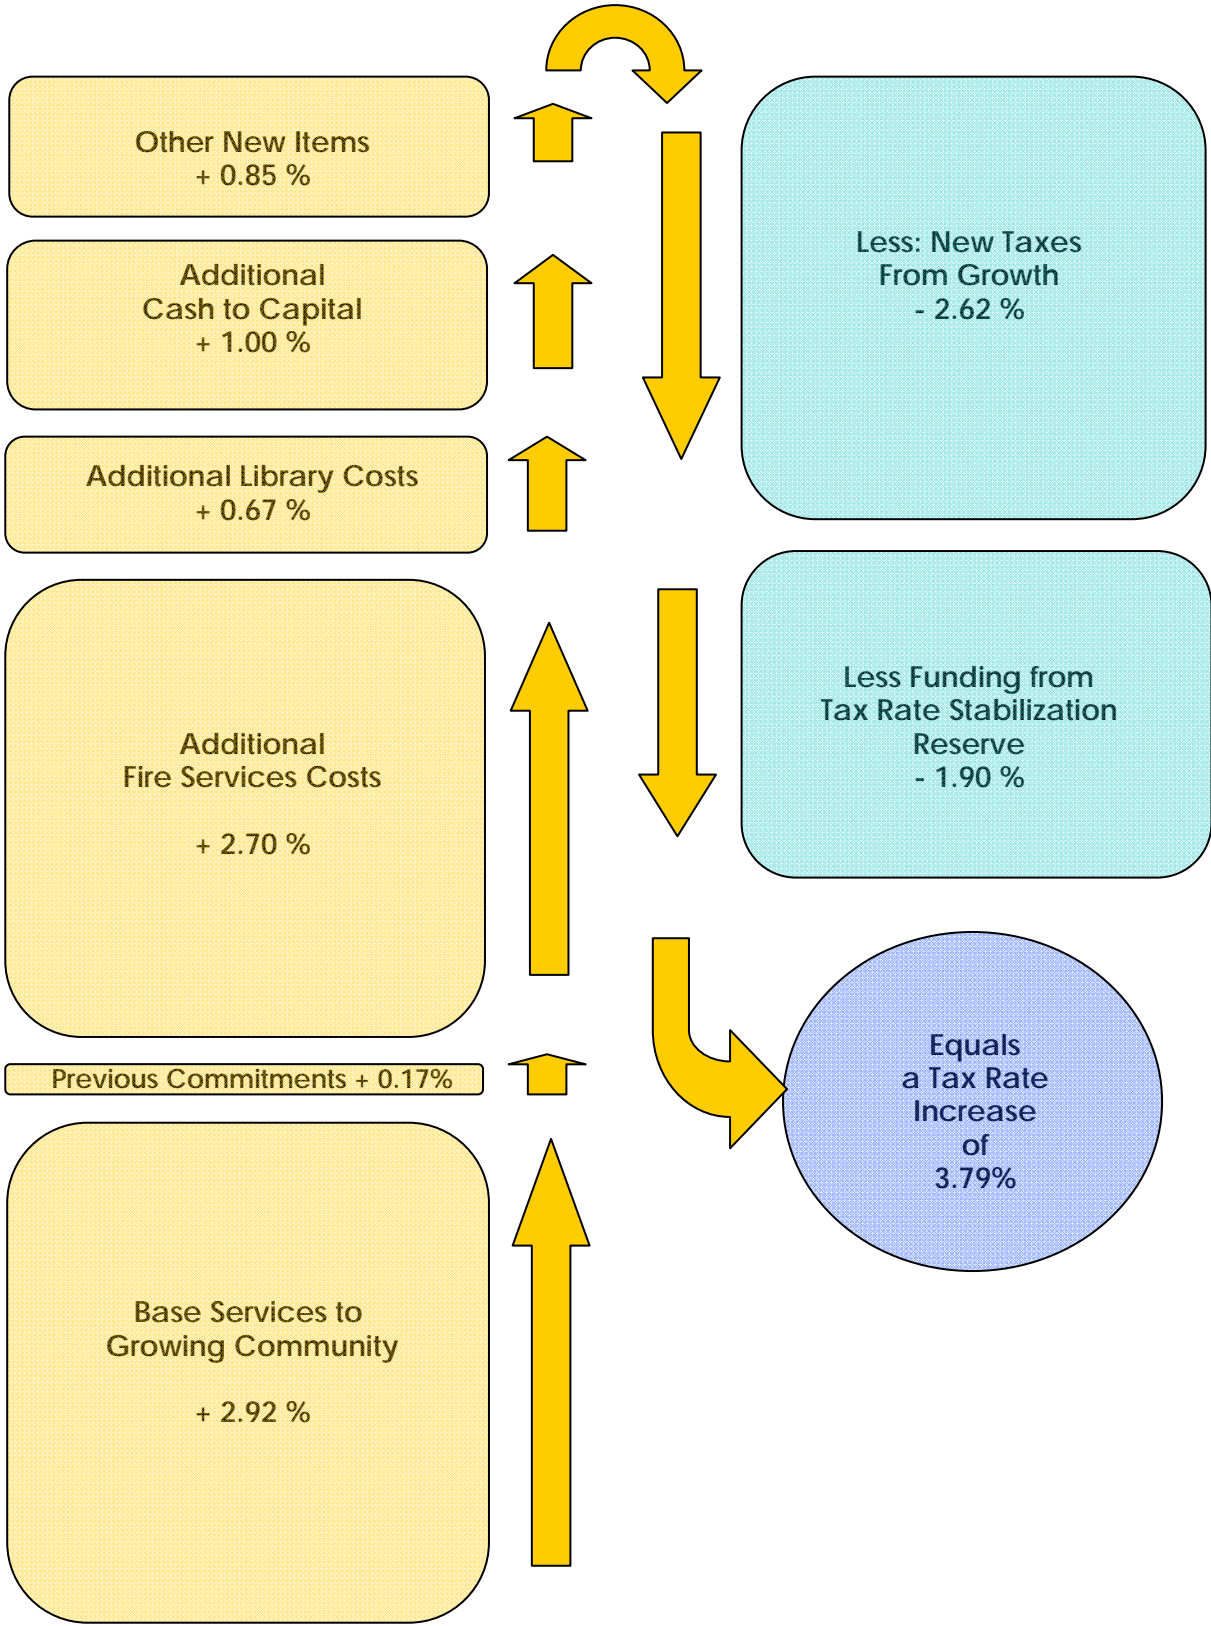 Other New Items
+ 0.85 %
Additional
Cash to Capital
+ 1.00 %
Additional Library Costs
+ 0.67 %
Additional
Fire Services Costs
+ 2.70 %
Previous Commitments + 0.17%
Base Services to
Growing Community
+ 2.92 %
Less: New Taxes
From Growth
- 2.62 %
Less Funding from
Tax Rate Stabilization
Reserve
- 1.90 %
Equals
a Tax Rate
Increase
of
3.79%